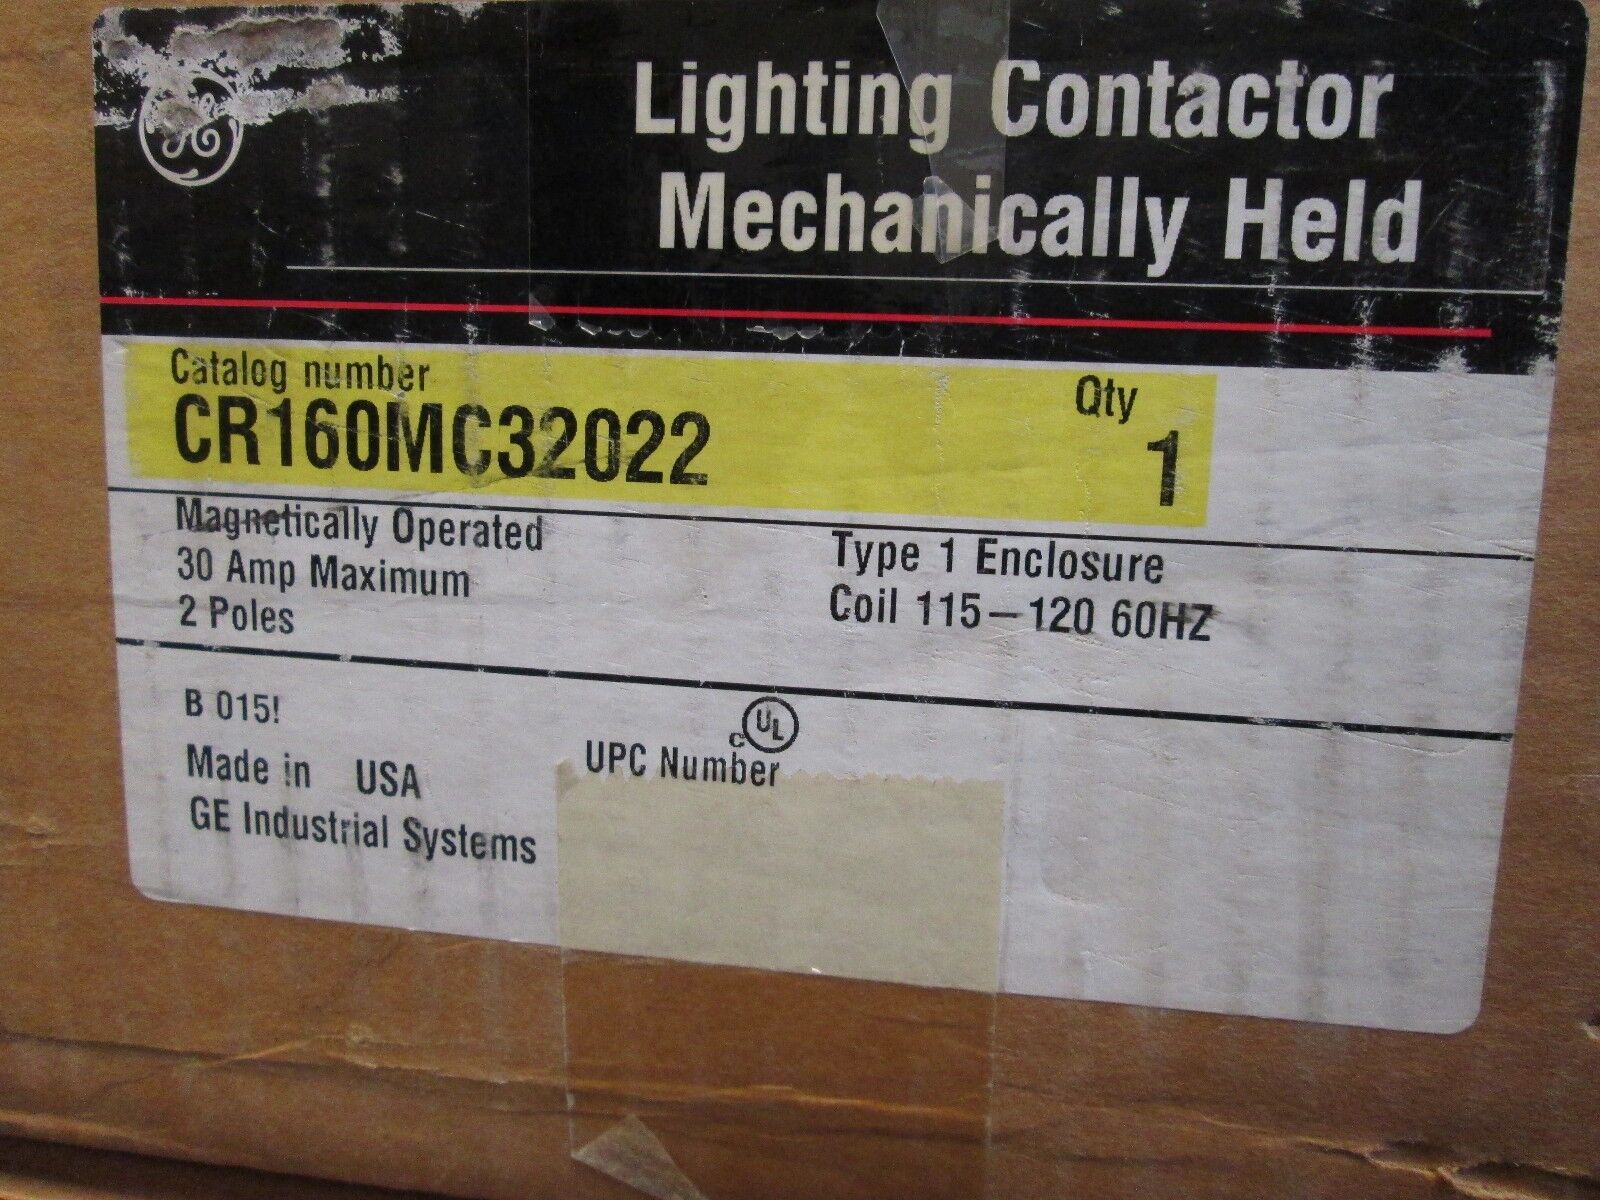 Lighting Contactor
Mechanically Held
Catalog number
CR160MC32022
Qty
1
Magnetically Operated
30 Amp Maximum
2 Poles
Type 1 Enclosure
Coil 115-120 60HZ
B 015!
Made in USA
GE Industrial Systems
c UL
UPC Number